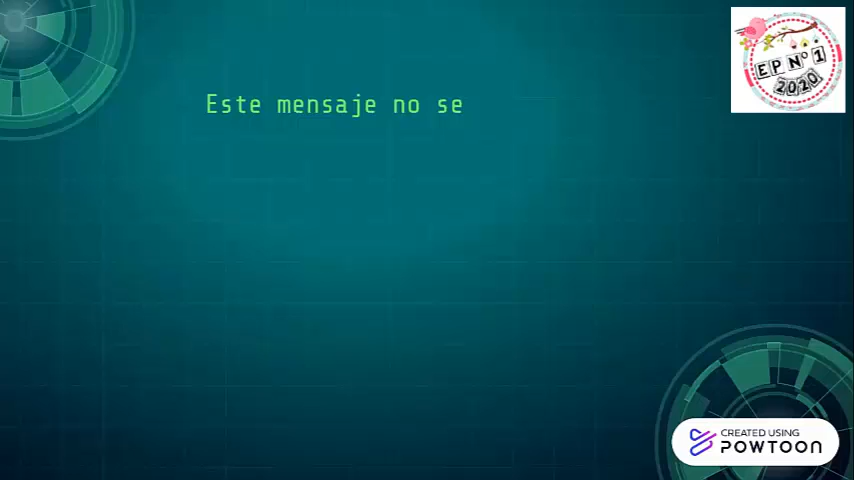 EP Nº 1
2020
Este mensaje no se
CREATED USING
POWTOON